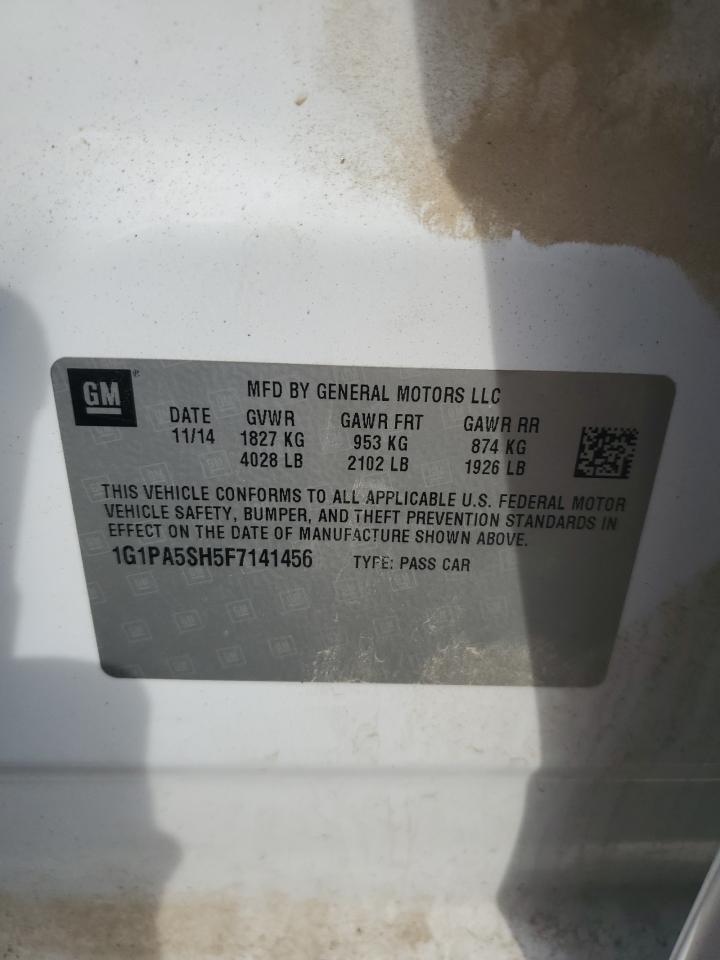 GM ®
MFD BY GENERAL MOTORS LLC
DATE GVWR GAWR FRT GAWR RR
11/14 1827 KG 953 KG 874 KG
4028 LB 2102 LB 1926 LB
THIS VEHICLE CONFORMS TO ALL APPLICABLE U.S. FEDERAL MOTOR
VEHICLE SAFETY, BUMPER, AND THEFT PREVENTION STANDARDS IN
EFFECT ON THE DATE OF MANUFACTURE SHOWN ABOVE.
1G1PA5SH5F7141456 TYPE: PASS CAR